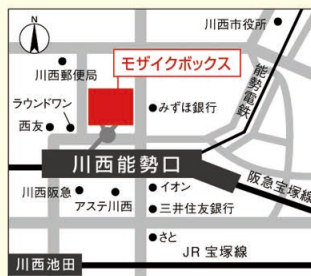 N
川西市役所
モザイクボックス
川西郵便局
能勢電鉄
ラウンドワン
みずほ銀行
西友
川西能勢口
阪急宝塚線
川西阪急
イオン
アステ川西
三井住友銀行
さと
JR 宝塚線
川西池田